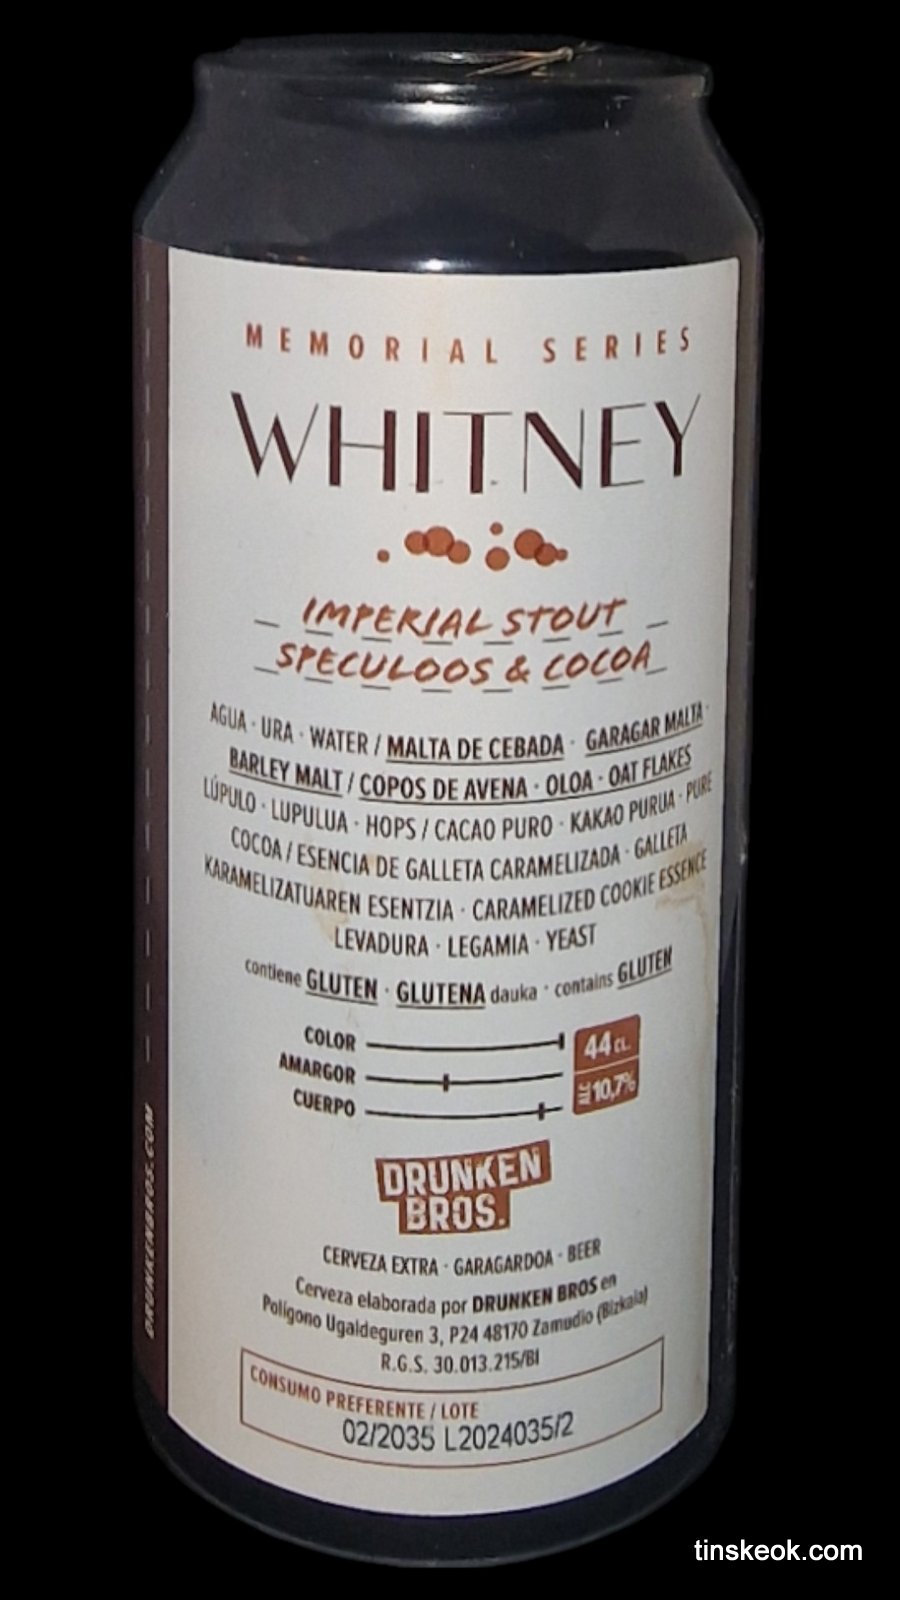 MEMORIAL SERIES
WHITNEY
IMPERIAL STOUT
SPECULOOS & COCOA
AGUA · URA · WATER / MALTA DE CEBADA · GARAGAR MALTA ·
BARLEY MALT / COPOS DE AVENA · OLOA · OAT FLAKES
LÚPULO · LUPULUA · HOPS / CACAO PURO · KAKAO PURUA · PURE
COCOA / ESENCIA DE GALLETA CARAMELIZADA · GALLETA
KARAMELIZATUAREN ESENTZIA · CARAMELIZED COOKIE ESSENCE
LEVADURA · LEGAMIA · YEAST
contiene GLUTEN · GLUTENA dauka · contains GLUTEN
COLOR
AMARGOR
CUERPO
44 CL.
ALC 10,7%
DRUNKEN
BROS.
CERVEZA EXTRA · GARAGARDOA · BEER
Cerveza elaborada por DRUNKEN BROS en
Polígono Ugaldeguren 3, P24 48170 Zamudio (Bizkaia)
R.G.S. 30.013.215/BI
CONSUMO PREFERENTE / LOTE
02/2035 L2024035/2
DRUNKENBROS.COM
tinskeok.com